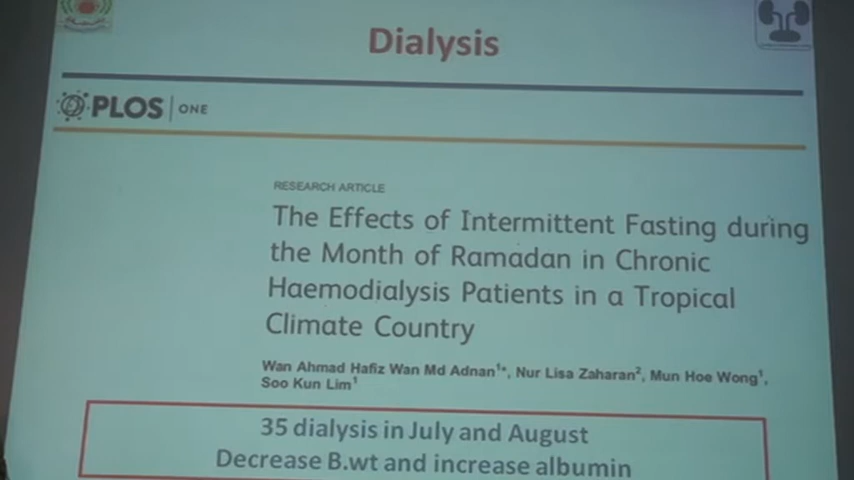 Dialysis
PLOS | ONE
RESEARCH ARTICLE
The Effects of Intermittent Fasting during
the Month of Ramadan in Chronic
Haemodialysis Patients in a Tropical
Climate Country
Wan Ahmad Hafiz Wan Md Adnan¹*, Nur Lisa Zaharan², Mun Hoe Wong¹,
Soo Kun Lim¹
35 dialysis in July and August
Decrease B.wt and increase albumin